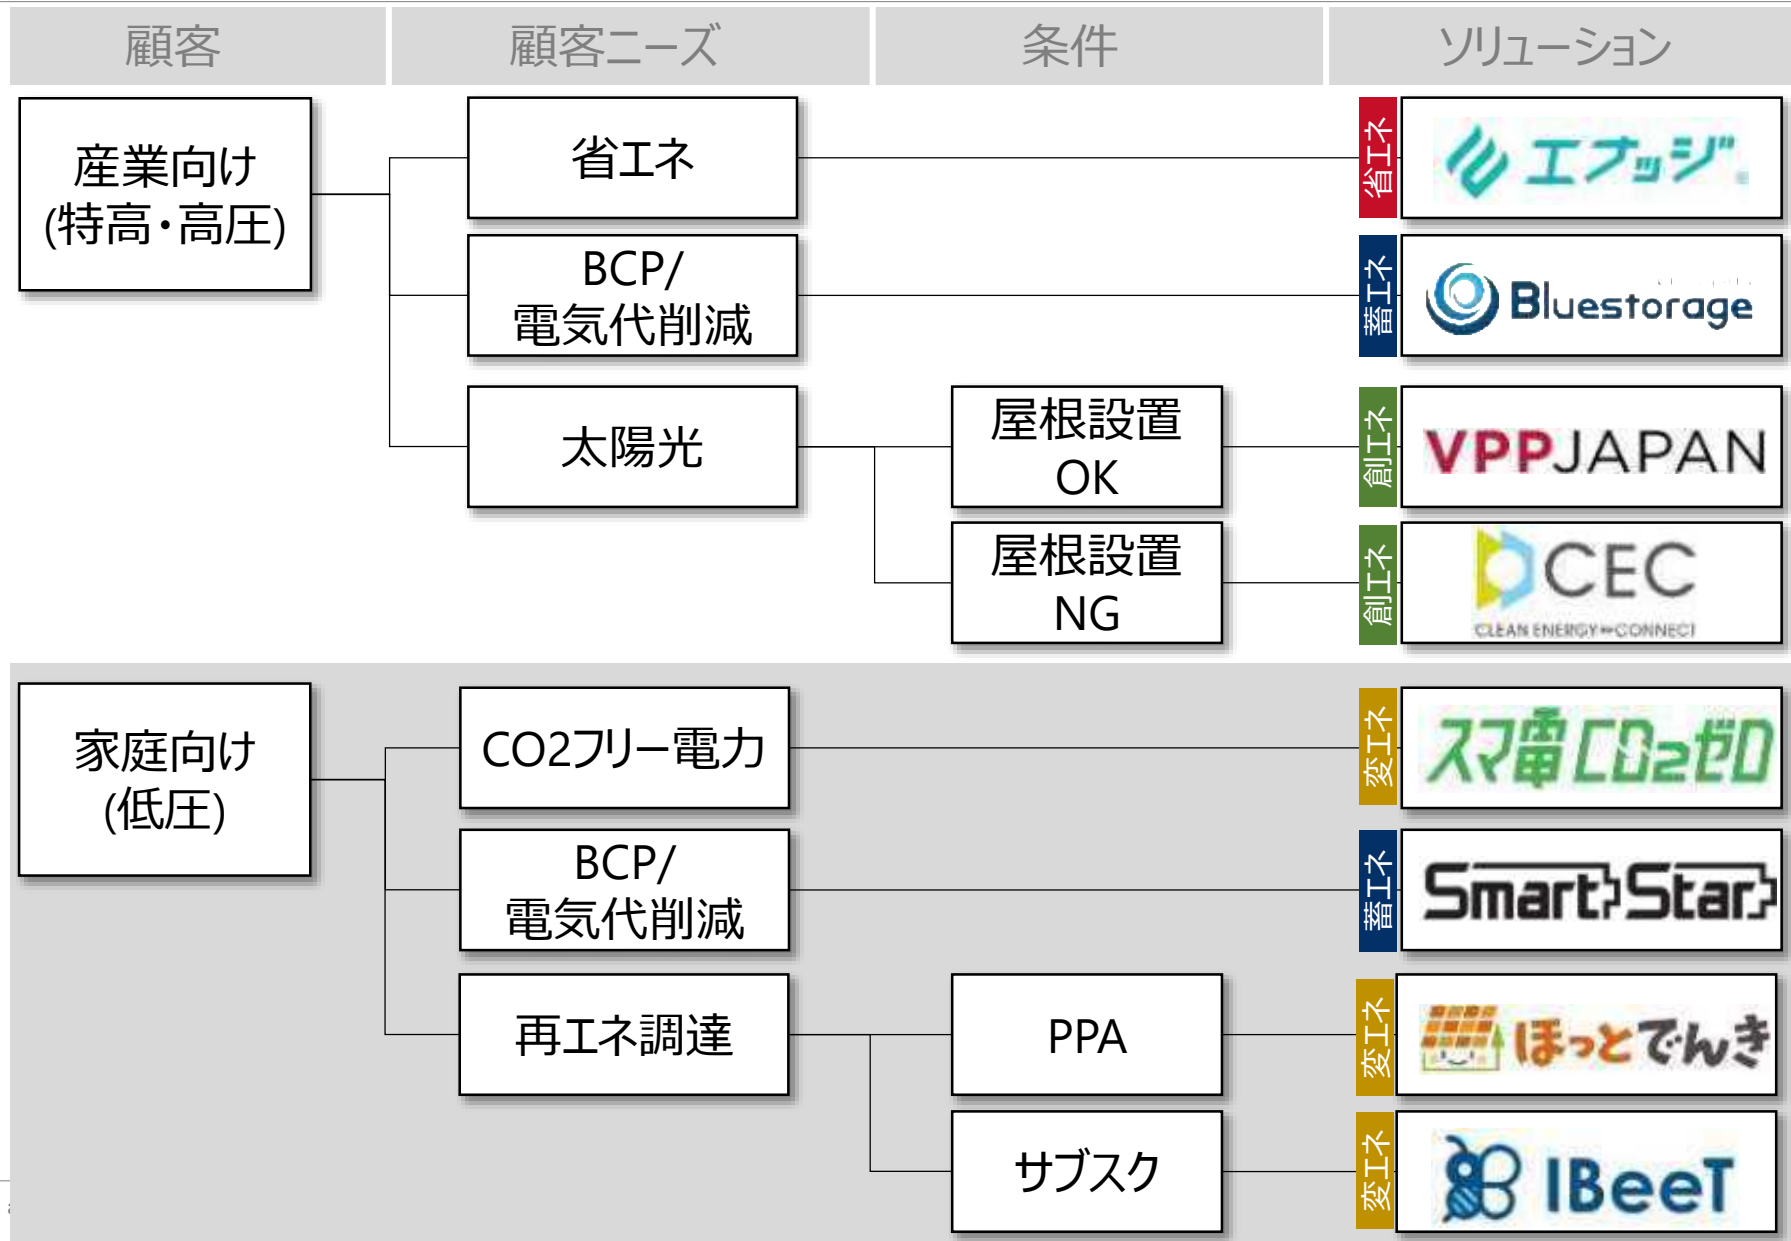 顧客
顧客ニーズ
条件
ソリューション
産業向け
(特高・高圧)
省エネ
省エネ
エナッジ
BCP/
電気代削減
蓄エネ
Bluestorage
太陽光
屋根設置
OK
創エネ
VPPJAPAN
屋根設置
NG
創エネ
CEC
CLEAN ENERGY CONNECT
家庭向け
(低圧)
CO2フリー電力
変エネ
スマ電CO2ゼロ
BCP/
電気代削減
蓄エネ
SmartStar
再エネ調達
PPA
変エネ
ほっとでんき
サブスク
変エネ
IBeeT